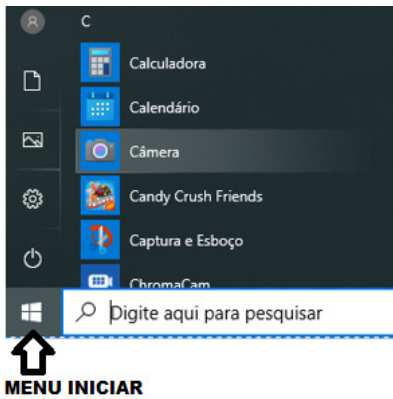 C
Calculadora
Calendário
Câmera
Candy Crush Friends
Captura e Esboço
ChromaCam
Digite aqui para pesquisar
MENU INICIAR